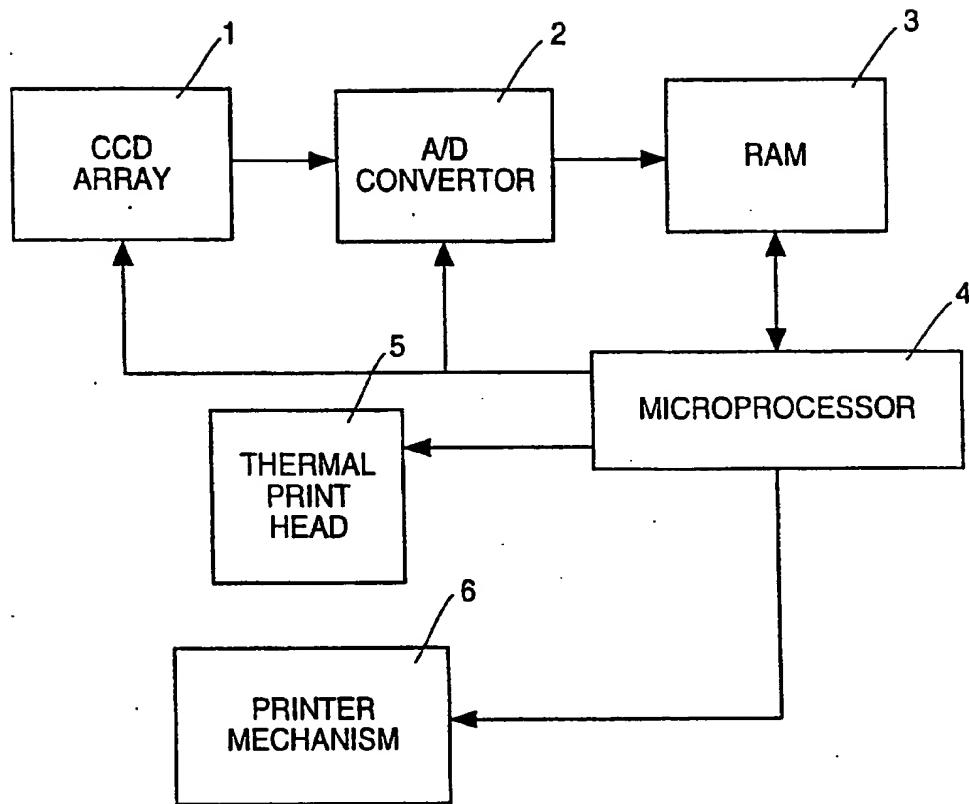 1
2
3
CCD
ARRAY
A/D
CONVERTOR
RAM
4
5
MICROPROCESSOR
THERMAL
PRINT
HEAD
6
PRINTER
MECHANISM